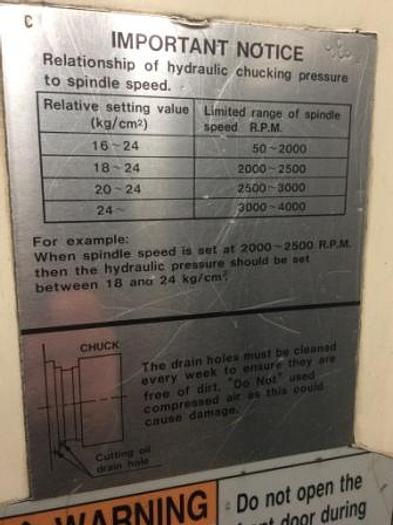 C
IMPORTANT NOTICE
Relationship of hydraulic chucking pressure
to spindle speed.
Relative setting value Limited range of spindle
(kg/cm²) speed R.P.M.
16~24 50~2000
18~24 2000~2500
20~24 2500~3000
24~ 3000~4000
For example:
When spindle speed is set at 2000~2500 R.P.M.
then the hydraulic pressure should be set
between 18 and 24 kg/cm².
CHUCK
The drain holes must be cleaned
every week to ensure they are
free of dirt. "Do Not" used
compressed air as this could
cause damage.
Cutting oil
drain hole
WARNING
Do not open the
door during